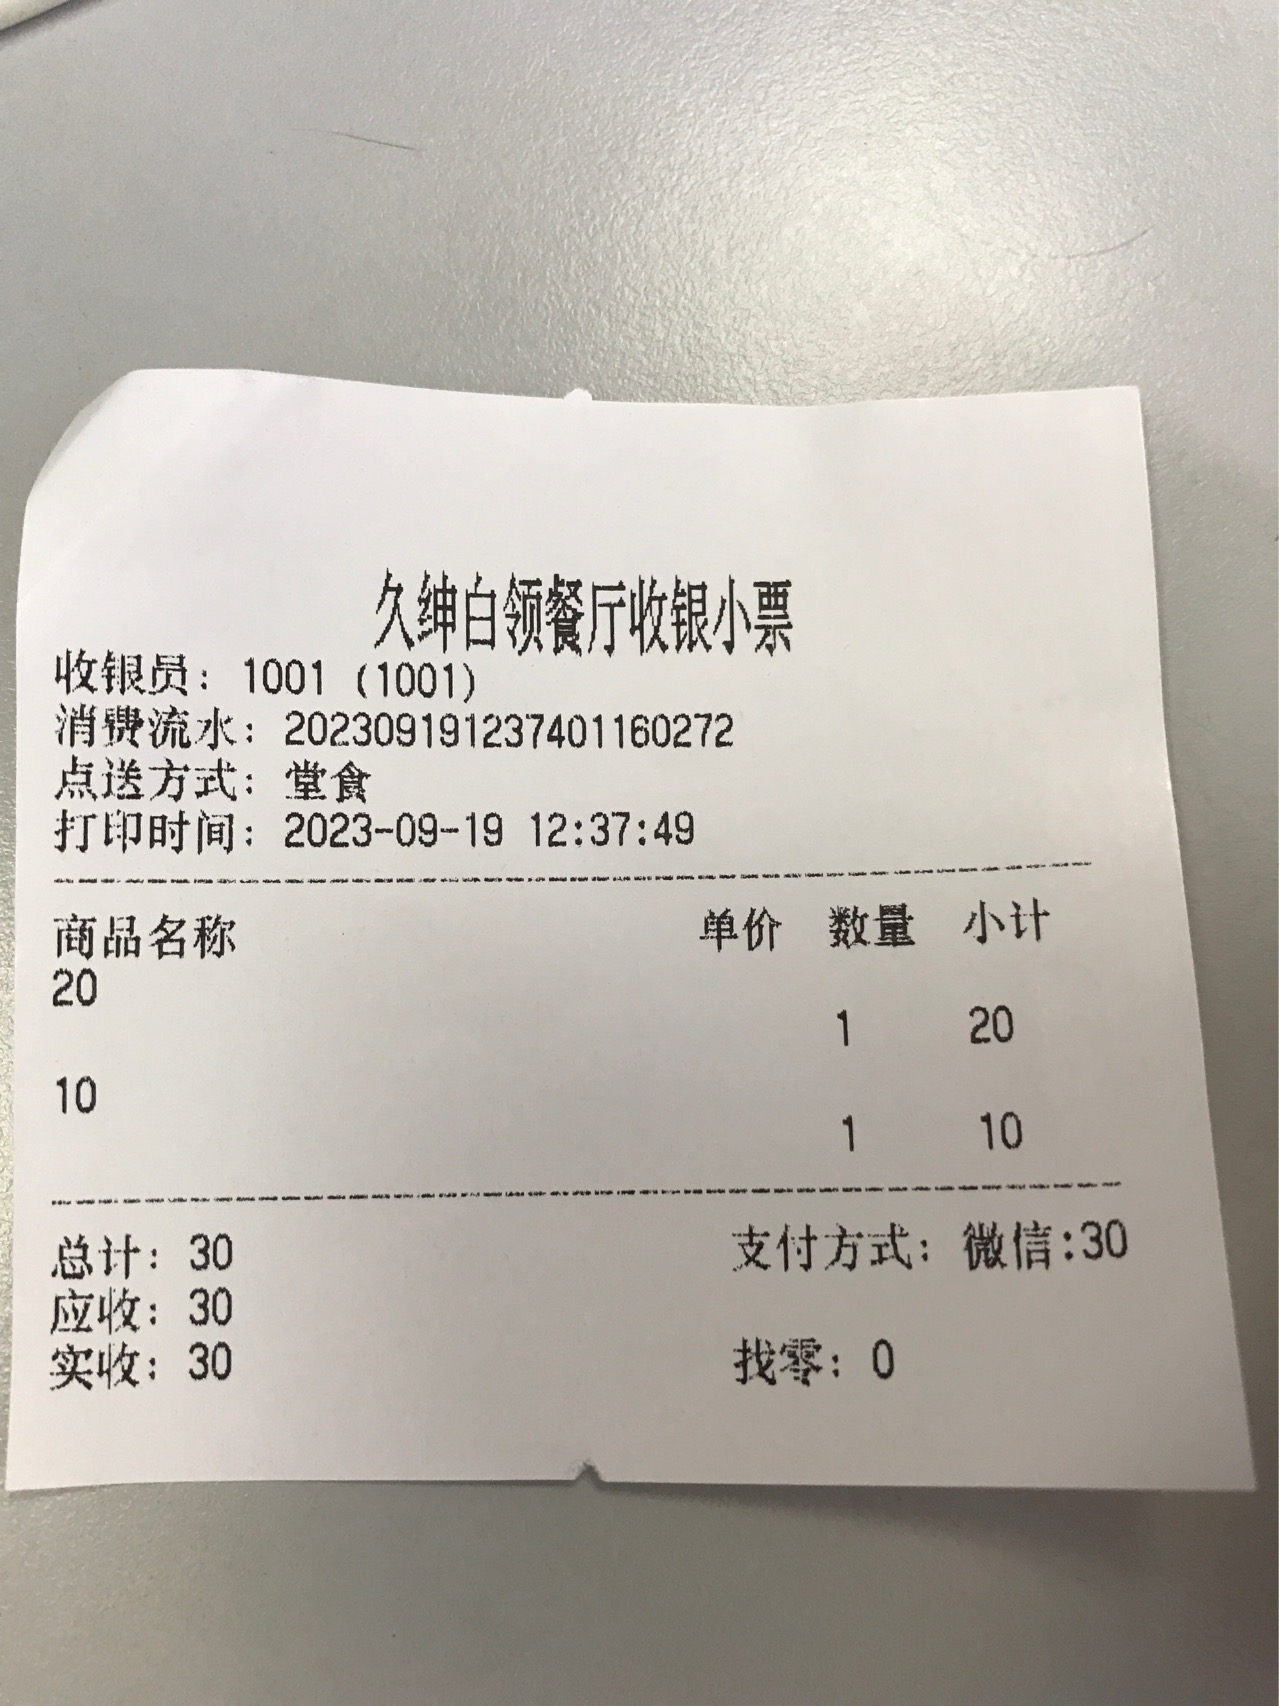 久绅白领餐厅收银小票
收银员：1001 (1001)
消费流水：202309191237401160272
点送方式：堂食
打印时间：2023-09-19 12:37:49
商品名称 单价 数量 小计
20
1 20
10
1 10
总计：30 支付方式：微信:30
应收：30
实收：30 找零：0